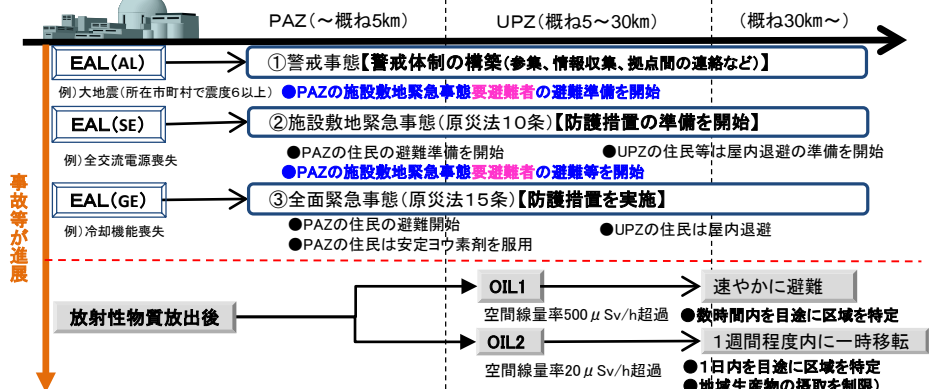 PAZ(～概ね5km)
UPZ(概ね5～30km)
(概ね30km～)
EAL(AL)
①警戒事態【警戒体制の構築(参集、情報収集、拠点間の連絡など)】
例)大地震(所在市町村で震度6以上)
●PAZの施設敷地緊急事態要避難者の避難準備を開始
EAL(SE)
②施設敷地緊急事態(原災法10条)【防護措置の準備を開始】
例)全交流電源喪失
●PAZの住民の避難準備を開始
●UPZの住民等は屋内退避の準備を開始
●PAZの施設敷地緊急事態要避難者の避難等を開始
EAL(GE)
③全面緊急事態(原災法15条)【防護措置を実施】
例)冷却機能喪失
●PAZの住民の避難開始
●UPZの住民は屋内退避
●PAZの住民は安定ヨウ素剤を服用
事故等が進展
放射性物質放出後
OIL1
速やかに避難
空間線量率500μSv/h超過
●数時間内を目途に区域を特定
OIL2
1週間程度内に一時移転
空間線量率20μSv/h超過
●1日内を目途に区域を特定
●地域生産物の摂取を制限)